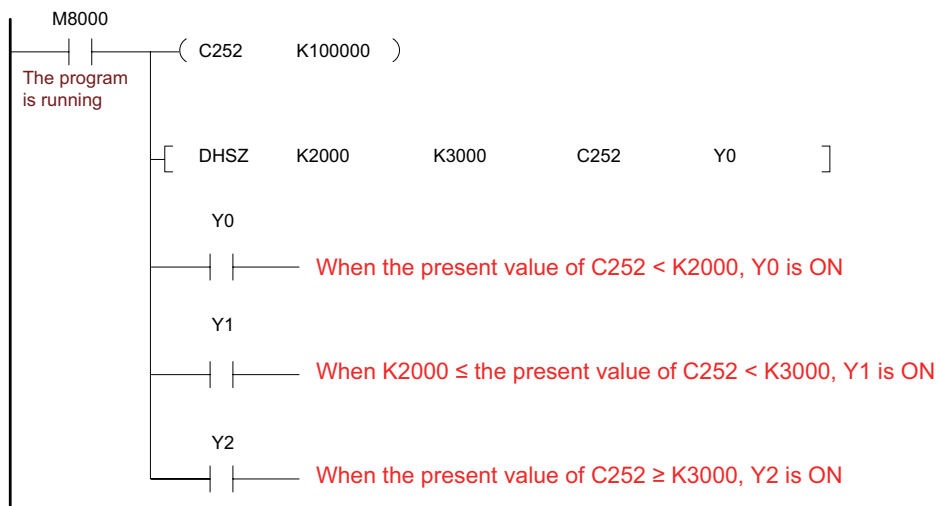 M8000
( C252 K100000 )
The program
is running
[ DHSZ K2000 K3000 C252 Y0 ]
Y0
When the present value of C252 < K2000, Y0 is ON
Y1
When K2000 ≤ the present value of C252 < K3000, Y1 is ON
Y2
When the present value of C252 ≥ K3000, Y2 is ON